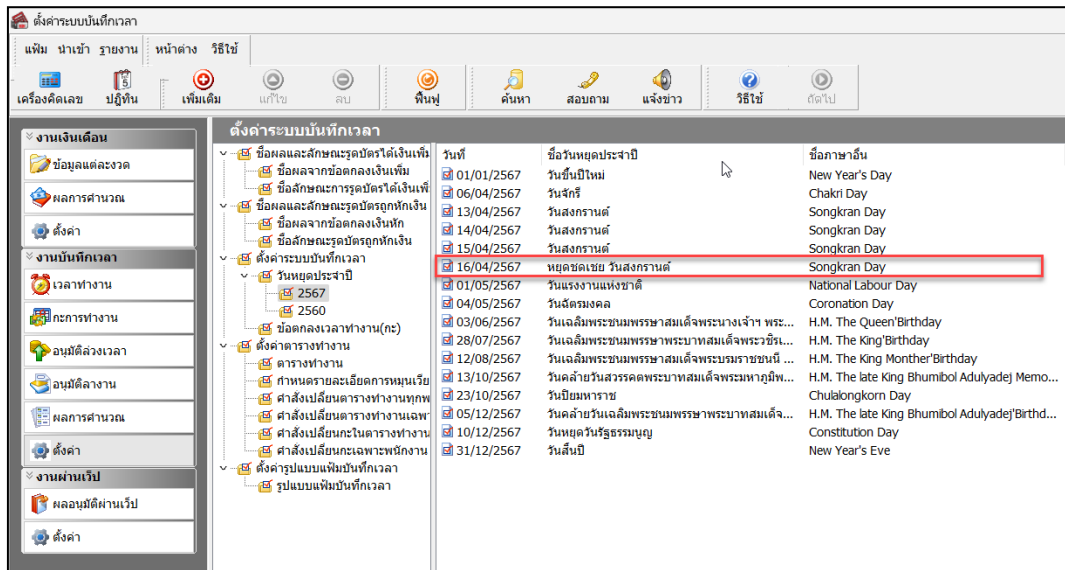 ตั้งค่าระบบบันทึกเวลา
แฟ้ม นำเข้า รายงาน หน้าต่าง วิธีใช้
5
เครื่องคิดเลข ปฏิทิน เพิ่มเติม แก้ไข ลบ ฟื้นฟู ค้นหา สอบถาม แจ้งข่าว วิธีใช้ ถัดไป
งานเงินเดือน
ข้อมูลแต่ละงวด
ผลการคำนวณ
ตั้งค่า
งานบันทึกเวลา
เวลาทำงาน
กะการทำงาน
อนุมัติล่วงเวลา
อนุมัติลางาน
ผลการคำนวณ
ตั้งค่า
งานผ่านเว็ป
ผลอนุมัติผ่านเว็ป
ตั้งค่า
ตั้งค่าระบบบันทึกเวลา
ชื่อผลและลักษณะรูดบัตรได้เงินเพิ่ม
ชื่อผลจากข้อตกลงเงินเพิ่ม
ชื่อลักษณะการรูดบัตรได้เงินเพิ่
ชื่อผลและลักษณะรูดบัตรถูกหักเงิน
ชื่อผลจากข้อตกลงเงินหัก
ชื่อลักษณะรูดบัตรถูกหักเงิน
ตั้งค่าระบบบันทึกเวลา
วันหยุดประจำปี
2567
2560
ข้อตกลงเวลาทำงาน(กะ)
ตั้งค่าตารางทำงาน
ตารางทำงาน
กำหนดรายละเอียดการหมุนเวีย
คำสั่งเปลี่ยนตารางทำงานทุกพ
คำสั่งเปลี่ยนตารางทำงานเฉพา
คำสั่งเปลี่ยนกะในตารางทำงาน
คำสั่งเปลี่ยนกะเฉพาะพนักงาน
ตั้งค่ารูปแบบแฟ้มบันทึกเวลา
รูปแบบแฟ้มบันทึกเวลา
วันที่ ชื่อวันหยุดประจำปี ชื่อภาษาอื่น
01/01/2567 วันขึ้นปีใหม่ New Year's Day
06/04/2567 วันจักรี Chakri Day
13/04/2567 วันสงกรานต์ Songkran Day
14/04/2567 วันสงกรานต์ Songkran Day
15/04/2567 วันสงกรานต์ Songkran Day
16/04/2567 หยุดชดเชย วันสงกรานต์ Songkran Day
01/05/2567 วันแรงงานแห่งชาติ National Labour Day
04/05/2567 วันฉัตรมงคล Coronation Day
03/06/2567 วันเฉลิมพระชนมพรรษาสมเด็จพระนางเจ้าฯ พระ... H.M. The Queen'Birthday
28/07/2567 วันเฉลิมพระชนมพรรษาพระบาทสมเด็จพระวชิรเ... H.M. The King'Birthday
12/08/2567 วันเฉลิมพระชนมพรรษาสมเด็จพระบรมราชชนนี ... H.M. The King Monther'Birthday
13/10/2567 วันคล้ายวันสวรรคตพระบาทสมเด็จพระมหาภูมิพ... H.M. The late King Bhumibol Adulyadej Memo...
23/10/2567 วันปิยมหาราช Chulalongkorn Day
05/12/2567 วันคล้ายวันเฉลิมพระชนมพรรษาพระบาทสมเด็จ... H.M. The late King Bhumibol Adulyadej'Birthd...
10/12/2567 วันหยุดวันรัฐธรรมนูญ Constitution Day
31/12/2567 วันสิ้นปี New Year's Eve